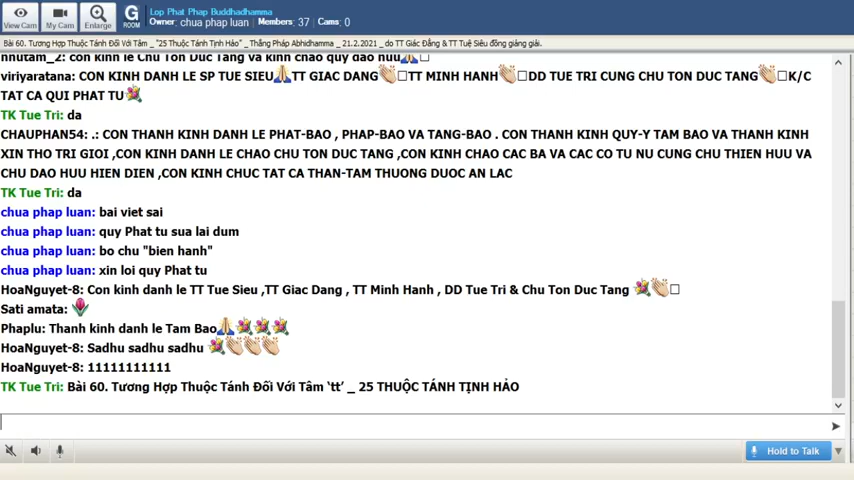 Lop Phat Phap Buddhadhamma
Owner: chua phap luan | Members: 37 | Cams: 0
View Cam
My Cam
Enlarge
G
ROOM
Bài 60. Tương Hợp Thuộc Tánh Đối Với Tâm _ "25 Thuộc Tánh Tịnh Hảo" _ Thắng Pháp Abhidhamma _ 21.2.2021 _ do TT Giác Đẳng & TT Tuệ Siêu đồng giảng giải.
nhutam_2: con kinh le Chu Ton Duc Tang va kinh chao quy dao huu🙏
viriyaratana: CON KINH DANH LE SP TUE SIEU🙏TT GIAC DANG👏TT MINH HANH👏DD TUE TRI CUNG CHU TON DUC TANG👏K/C
TAT CA QUI PHAT TU💐
TK Tue Tri: da
CHAUPHAN54: .: CON THANH KINH DANH LE PHAT-BAO , PHAP-BAO VA TANG-BAO . CON THANH KINH QUY-Y TAM BAO VA THANH KINH
XIN THO TRI GIOI ,CON KINH DANH LE CHAO CHU TON DUC TANG ,CON KINH CHAO CAC BA VA CAC CO TU NU CUNG CHU THIEN HUU VA
CHU DAO HUU HIEN DIEN ,CON KINH CHUC TAT CA THAN-TAM THUONG DUOC AN LAC
TK Tue Tri: da
chua phap luan: bai viet sai
chua phap luan: quy Phat tu sua lai dum
chua phap luan: bo chu "bien hanh"
chua phap luan: xin loi quy Phat tu
HoaNguyet-8: Con kinh danh le TT Tue Sieu ,TT Giac Dang , TT Minh Hanh , DD Tue Tri & Chu Ton Duc Tang 💐👏
Sati amata: 🌷
Phaplu: Thanh kinh danh le Tam Bao🙏💐💐💐
HoaNguyet-8: Sadhu sadhu sadhu 💐👏👏👏
HoaNguyet-8: 11111111111
TK Tue Tri: Bài 60. Tương Hợp Thuộc Tánh Đối Với Tâm ‘tt’ _ 25 THUỘC TÁNH TỊNH HẢO
Hold to Talk